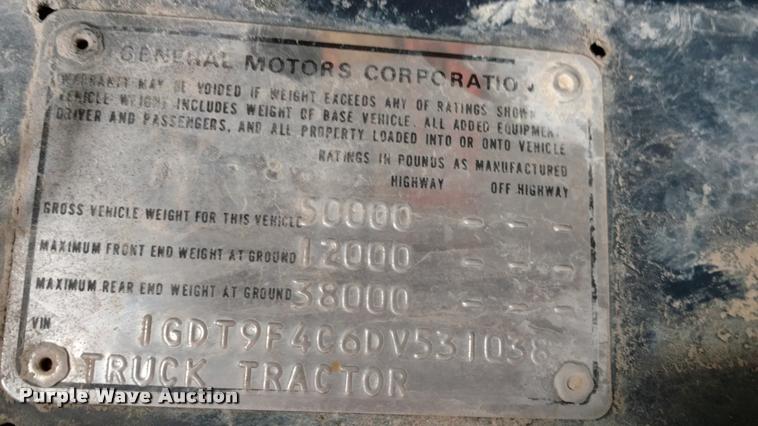 GENERAL MOTORS CORPORATION
WARRANTY MAY BE VOIDED IF WEIGHT EXCEEDS ANY OF RATINGS SHOWN
VEHICLE WEIGHT INCLUDES WEIGHT OF BASE VEHICLE, ALL ADDED EQUIPMENT
DRIVER AND PASSENGERS, AND ALL PROPERTY LOADED INTO OR ONTO VEHICLE
RATINGS IN POUNDS AS MANUFACTURED
HIGHWAY OFF HIGHWAY
GROSS VEHICLE WEIGHT FOR THIS VEHICLE 50000 - - -
MAXIMUM FRONT END WEIGHT AT GROUND 12000 - - -
MAXIMUM REAR END WEIGHT AT GROUND 38000 - - -
VIN 1GDT9F4C6DV531038
TRUCK TRACTOR
Purple Wave Auction